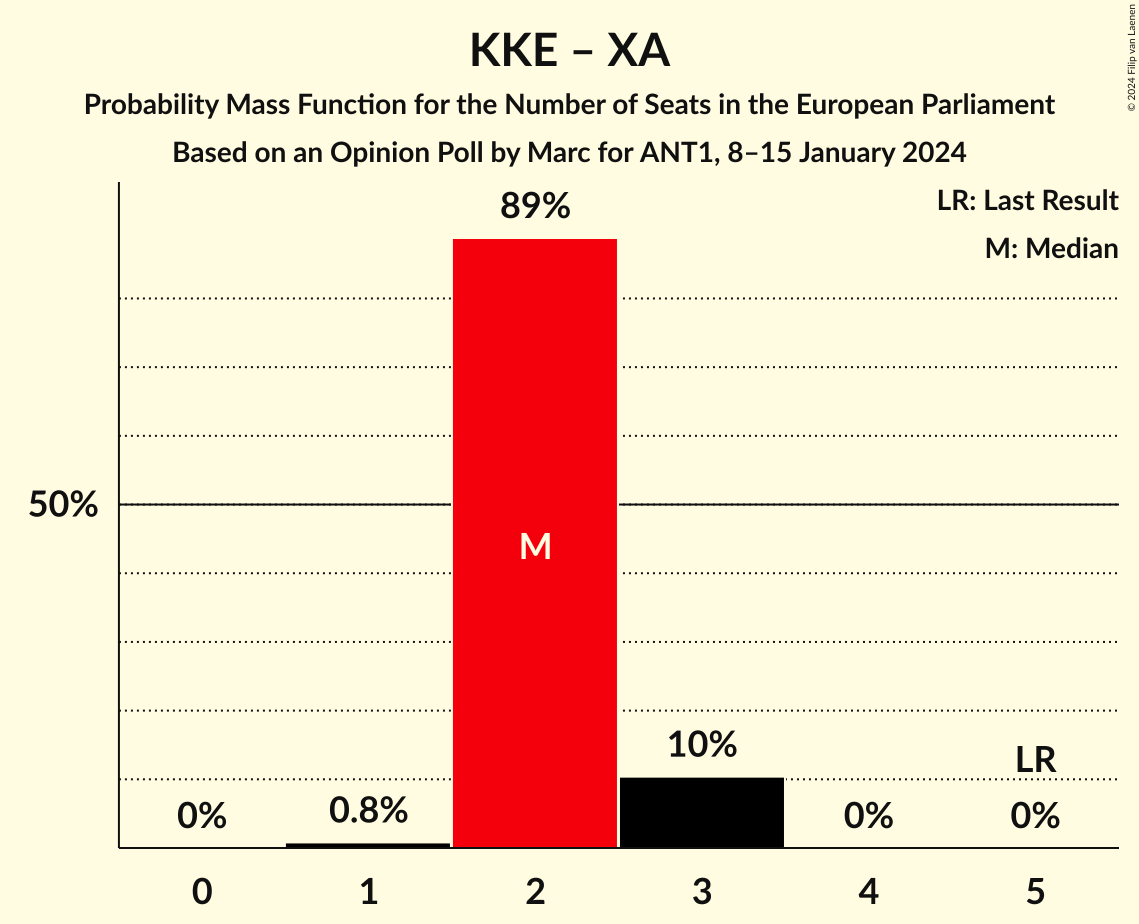 KKE – XA
Probability Mass Function for the Number of Seats in the European Parliament
Based on an Opinion Poll by Marc for ANT1, 8–15 January 2024
© 2024 Filip van Laenen
LR: Last Result
M: Median
89%
50%
M
10%
LR
0%
0.8%
0%
0%
0 1 2 3 4 5